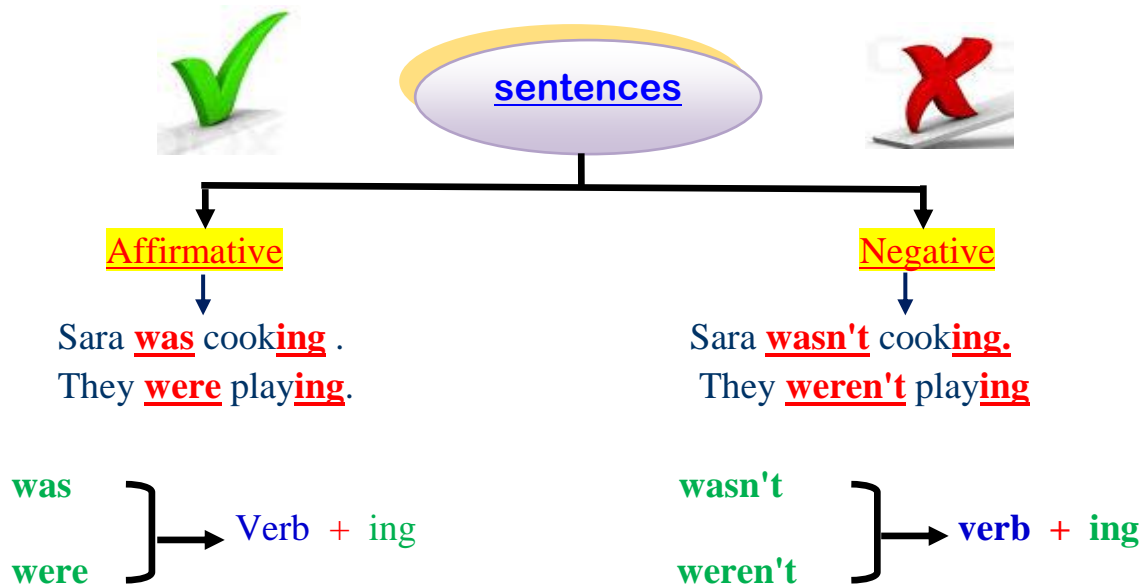 sentences
Affirmative
Negative
Sara was cooking .
They were playing.
Sara wasn't cooking.
They weren't playing
was
were
Verb + ing
wasn't
weren't
verb + ing